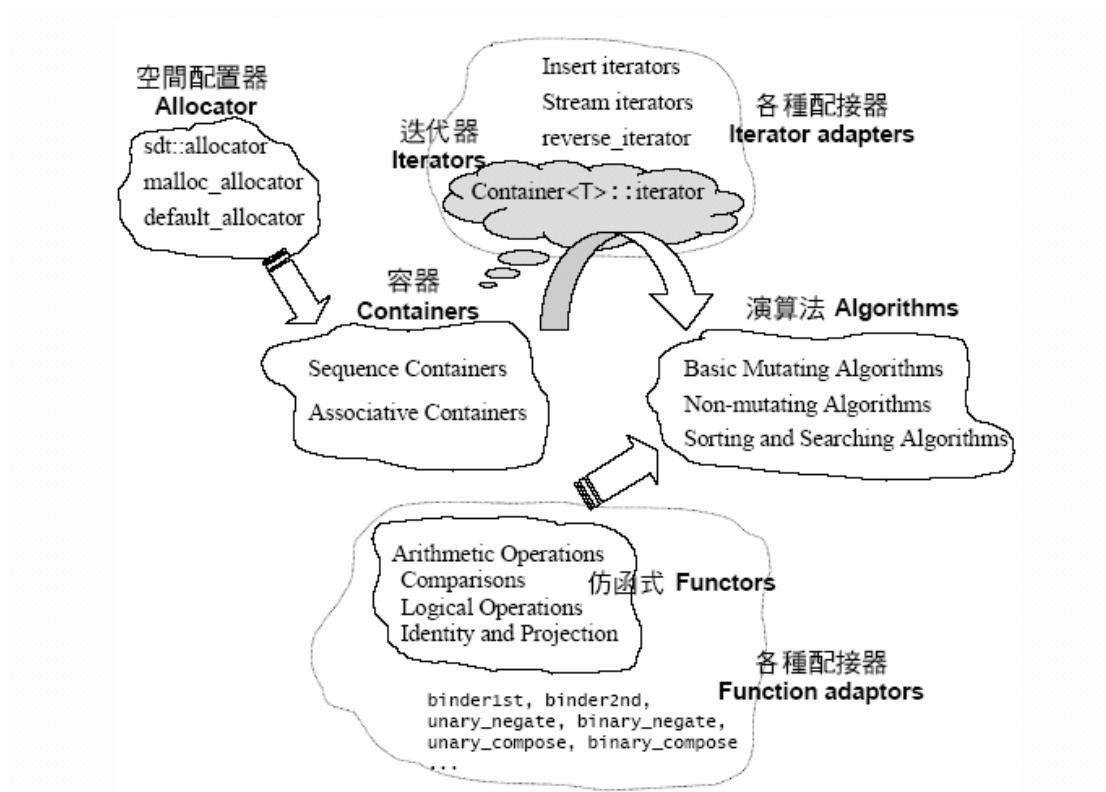 空間配置器
Allocator
sdt::allocator
malloc_allocator
default_allocator
Insert iterators
Stream iterators
reverse_iterator
各種配接器
Iterator adapters
迭代器
Iterators
Container<T>::iterator
容器
Containers
Sequence Containers
Associative Containers
演算法 Algorithms
Basic Mutating Algorithms
Non-mutating Algorithms
Sorting and Searching Algorithms
Arithmetic Operations
Comparisons
Logical Operations
Identity and Projection
仿函式 Functors
各種配接器
Function adaptors
binder1st, binder2nd,
unary_negate, binary_negate,
unary_compose, binary_compose
...